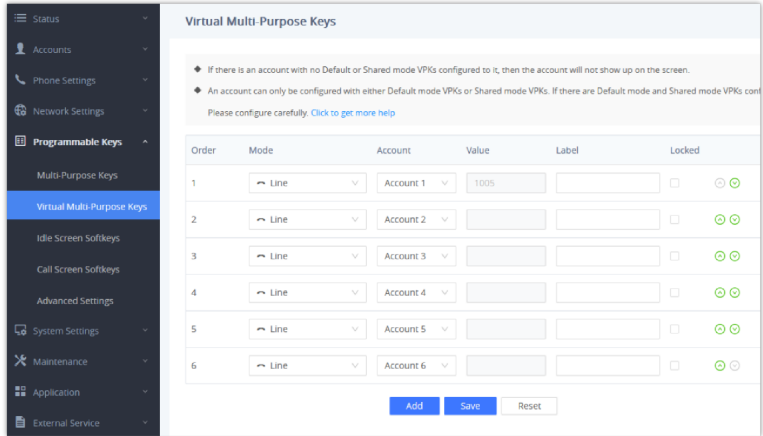 Status
Accounts
Phone Settings
Network Settings
Programmable Keys
Multi-Purpose Keys
Virtual Multi-Purpose Keys
Idle Screen Softkeys
Call Screen Softkeys
Advanced Settings
System Settings
Maintenance
Application
External Service
Virtual Multi-Purpose Keys
If there is an account with no Default or Shared mode VPKs configured to it, then the account will not show up on the screen.
An account can only be configured with either Default mode VPKs or Shared mode VPKs. If there are Default mode and Shared mode VPKs conf
Please configure carefully. Click to get more help
Order Mode Account Value Label Locked
1 Line Account 1 1005
2 Line Account 2
3 Line Account 3
4 Line Account 4
5 Line Account 5
6 Line Account 6
Add Save Reset